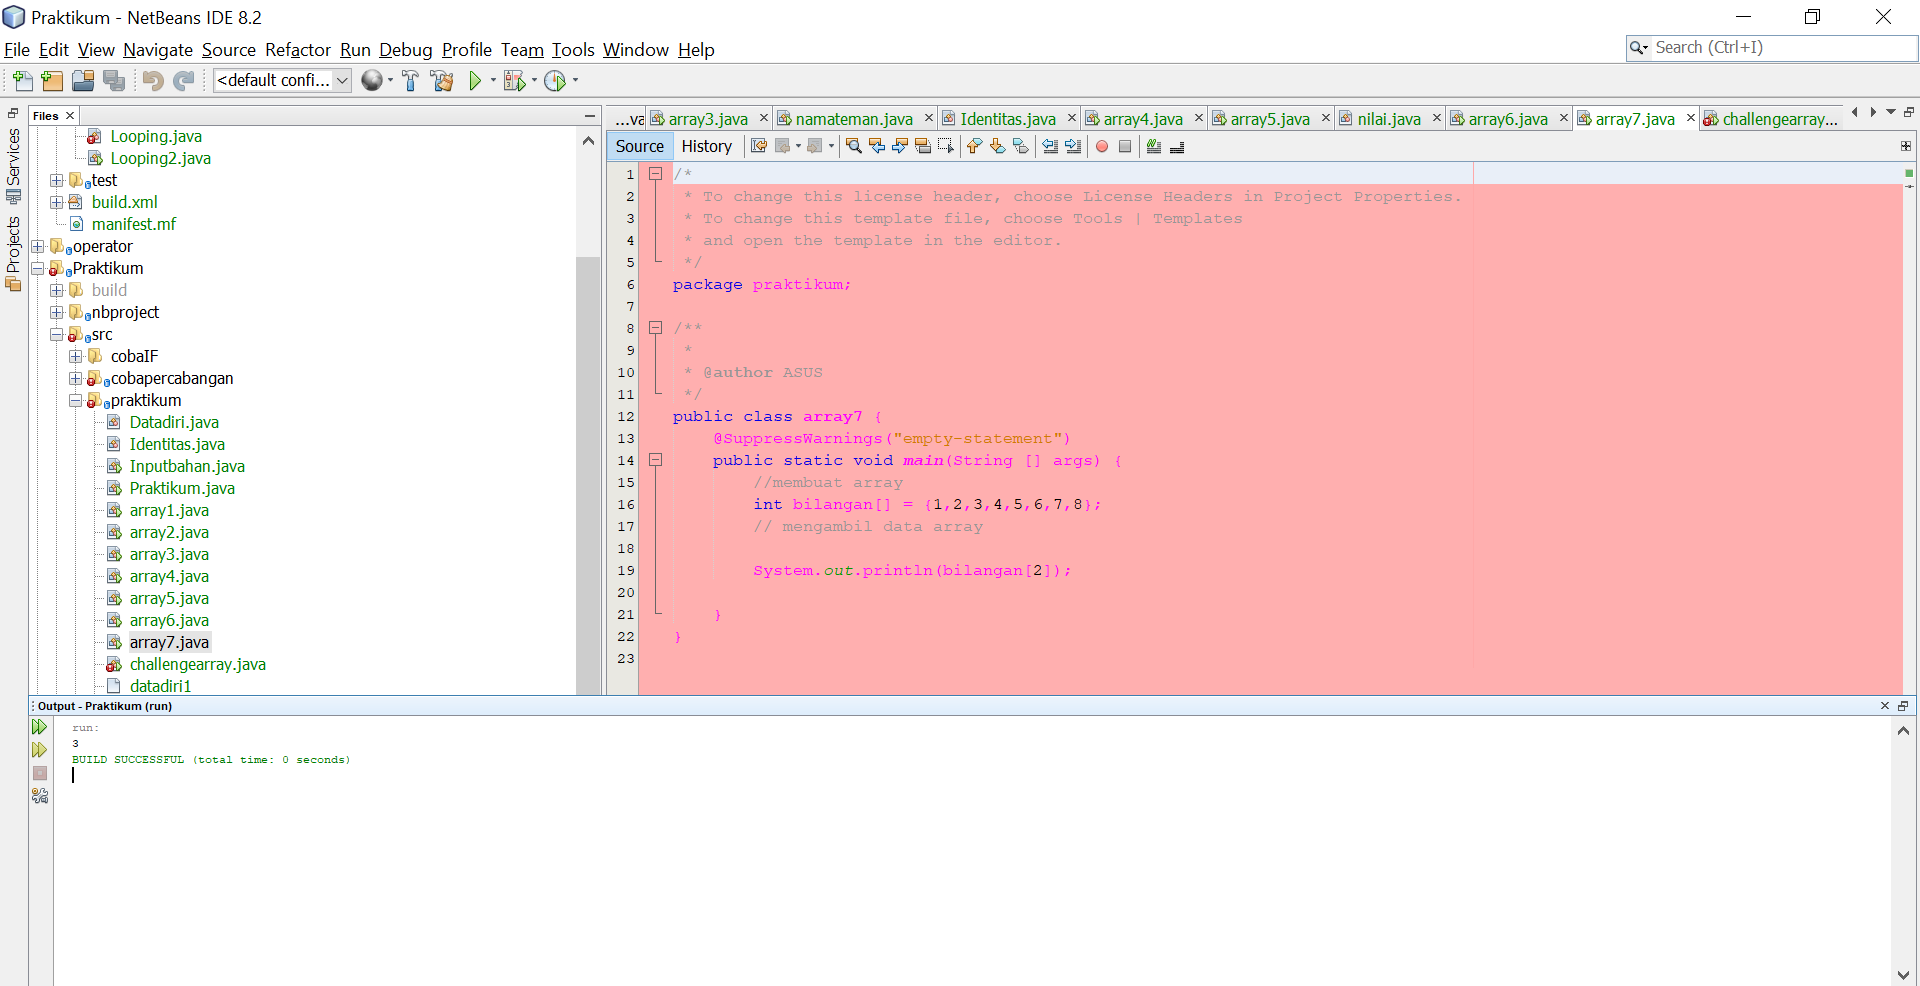 Praktikum - NetBeans IDE 8.2
File Edit View Navigate Source Refactor Run Debug Profile Team Tools Window Help
Search (Ctrl+I)
<default confi...
Services
Projects
Files
Looping.java
Looping2.java
test
build.xml
manifest.mf
operator
Praktikum
build
nbproject
src
cobaIF
cobapercabangan
praktikum
Datadiri.java
Identitas.java
Inputbahan.java
Praktikum.java
array1.java
array2.java
array3.java
array4.java
array5.java
array6.java
array7.java
challengearray.java
datadiri1
...va array3.java namateman.java Identitas.java array4.java array5.java nilai.java array6.java array7.java challengearray...
Source History
1 /*
2 * To change this license header, choose License Headers in Project Properties.
3 * To change this template file, choose Tools | Templates
4 * and open the template in the editor.
5 */
6 package praktikum;
7
8 /**
9 *
10 * @author ASUS
11 */
12 public class array7 {
13 @SuppressWarnings("empty-statement")
14 public static void main(String [] args) {
15 //membuat array
16 int bilangan[] = {1,2,3,4,5,6,7,8};
17 // mengambil data array
18
19 System.out.println(bilangan[2]);
20
21 }
22 }
23
Output - Praktikum (run)
run:
3
BUILD SUCCESSFUL (total time: 0 seconds)